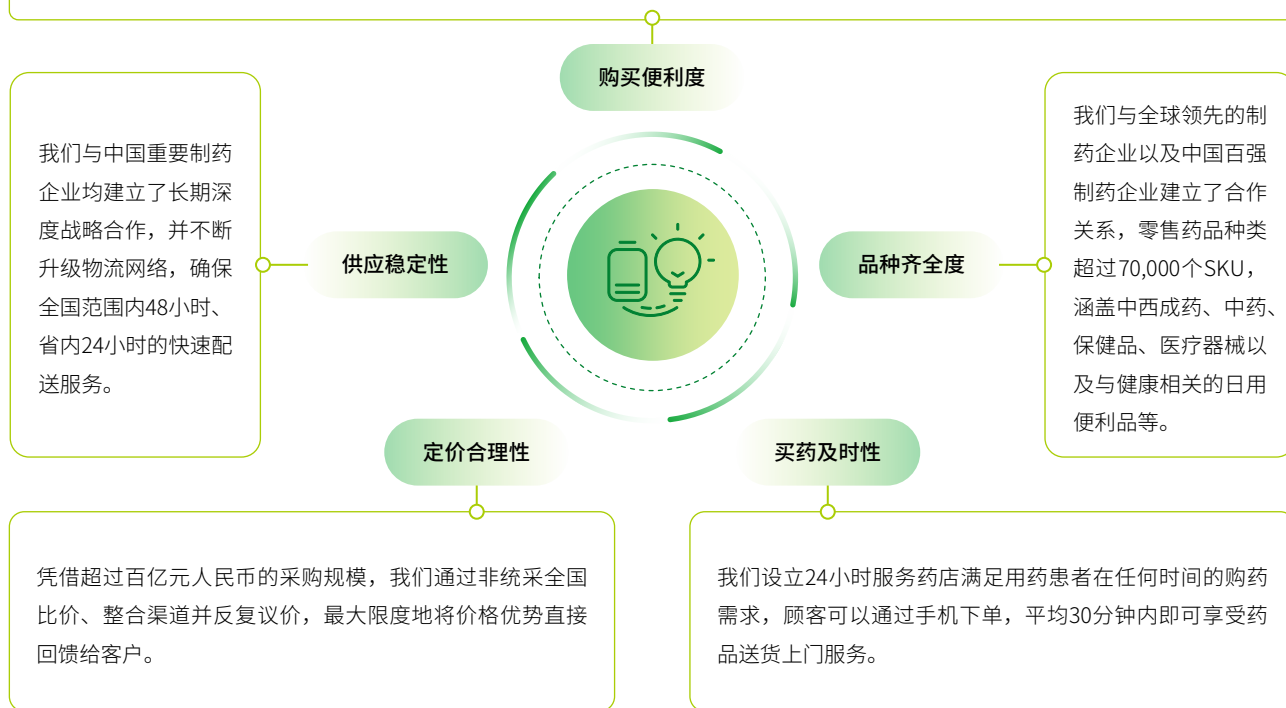 购买便利度
我们与中国重要制药
企业均建立了长期深
度战略合作，并不断
升级物流网络，确保
全国范围内48小时、
省内24小时的快速配
送服务。
供应稳定性
品种齐全度
我们与全球领先的制
药企业以及中国百强
制药企业建立了合作
关系，零售药品种类
超过70,000个SKU，
涵盖中西成药、中药、
保健品、医疗器械以
及与健康相关的日用
便利品等。
定价合理性
买药及时性
凭借超过百亿元人民币的采购规模，我们通过非统采全国
比价、整合渠道并反复议价，最大限度地将价格优势直接
回馈给客户。
我们设立24小时服务药店满足用药患者在任何时间的购药
需求，顾客可以通过手机下单，平均30分钟内即可享受药
品送货上门服务。